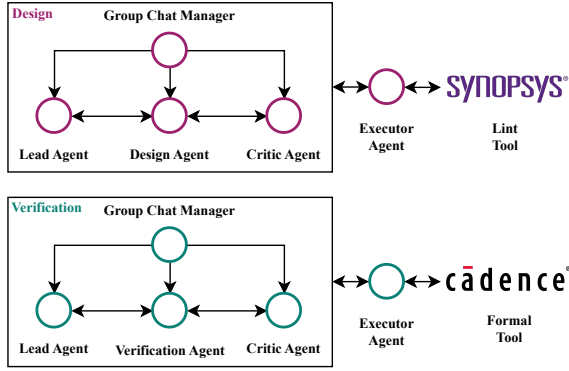 Design
Group Chat Manager
Lead Agent
Design Agent
Critic Agent
Executor
Agent
SYNOPSYS®
Lint
Tool
Verification
Group Chat Manager
Lead Agent
Verification Agent
Critic Agent
Executor
Agent
cādence®
Formal
Tool